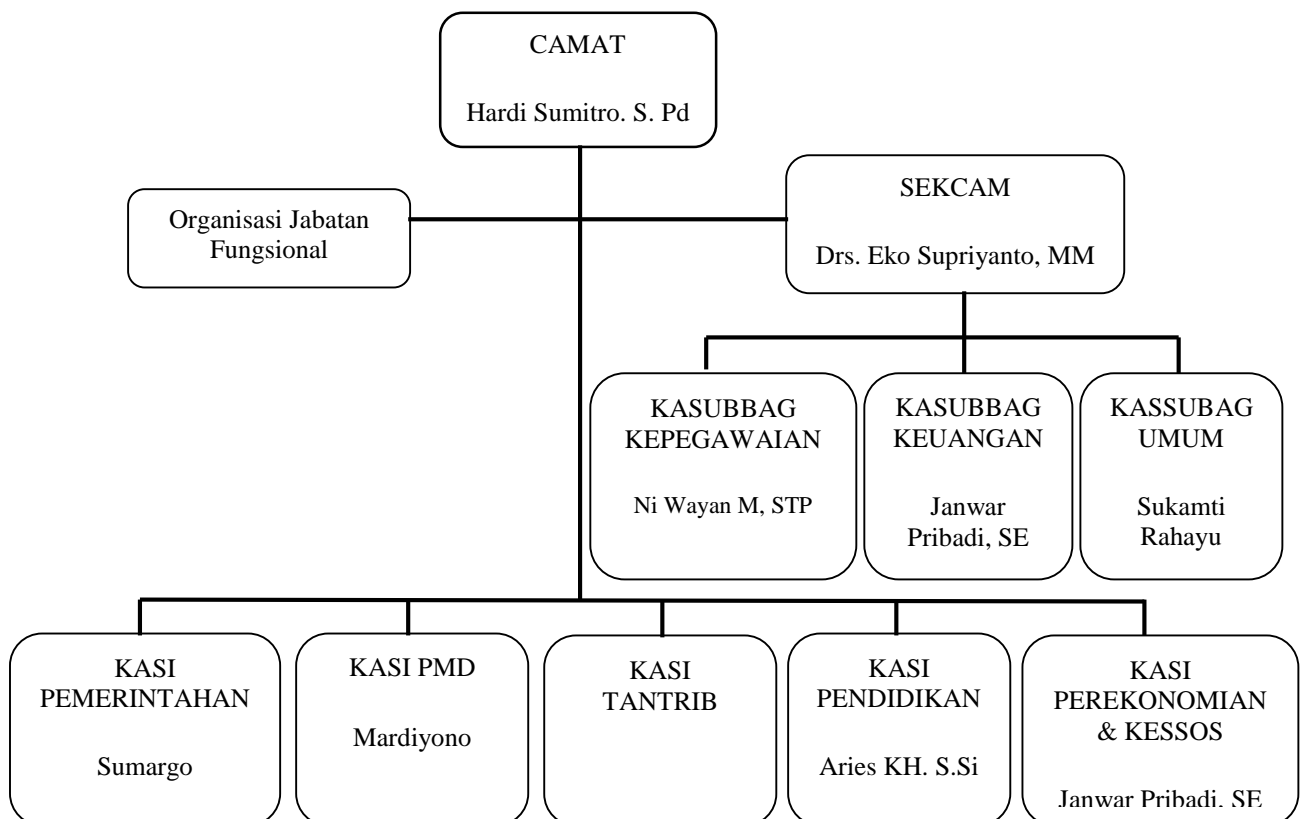 CAMAT
Hardi Sumitro. S. Pd
SEKCAM
Drs. Eko Supriyanto, MM
Organisasi Jabatan
Fungsional
KASUBBAG
KEPEGAWAIAN
Ni Wayan M, STP
KASUBBAG
KEUANGAN
Janwar
Pribadi, SE
KASSUBAG
UMUM
Sukamti
Rahayu
KASI
PEMERINTAHAN
Sumargo
KASI PMD
Mardiyono
KASI
TANTRIB
KASI
PENDIDIKAN
Aries KH. S.Si
KASI
PEREKONOMIAN
& KESSOS
Janwar Pribadi, SE